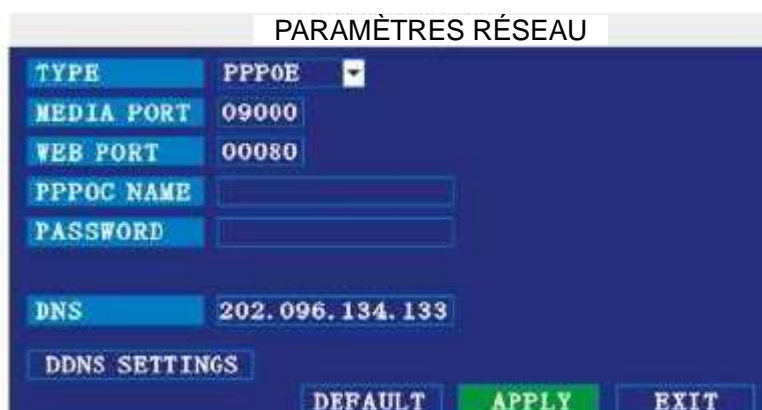 PARAMÈTRES RÉSEAU
TYPE PPPOE
MEDIA PORT 09000
WEB PORT 00080
PPPOC NAME
PASSWORD
DNS 202.096.134.133
DDNS SETTINGS
DEFAULT APPLY EXIT